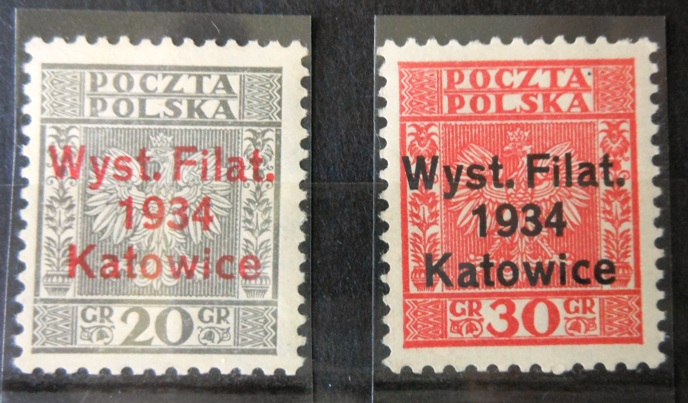 POCZTA
POLSKA
Wyst. Filat.
1934
Katowice
GR 20 GR
POCZTA
POLSKA
Wyst. Filat.
1934
Katowice
GR 30 GR